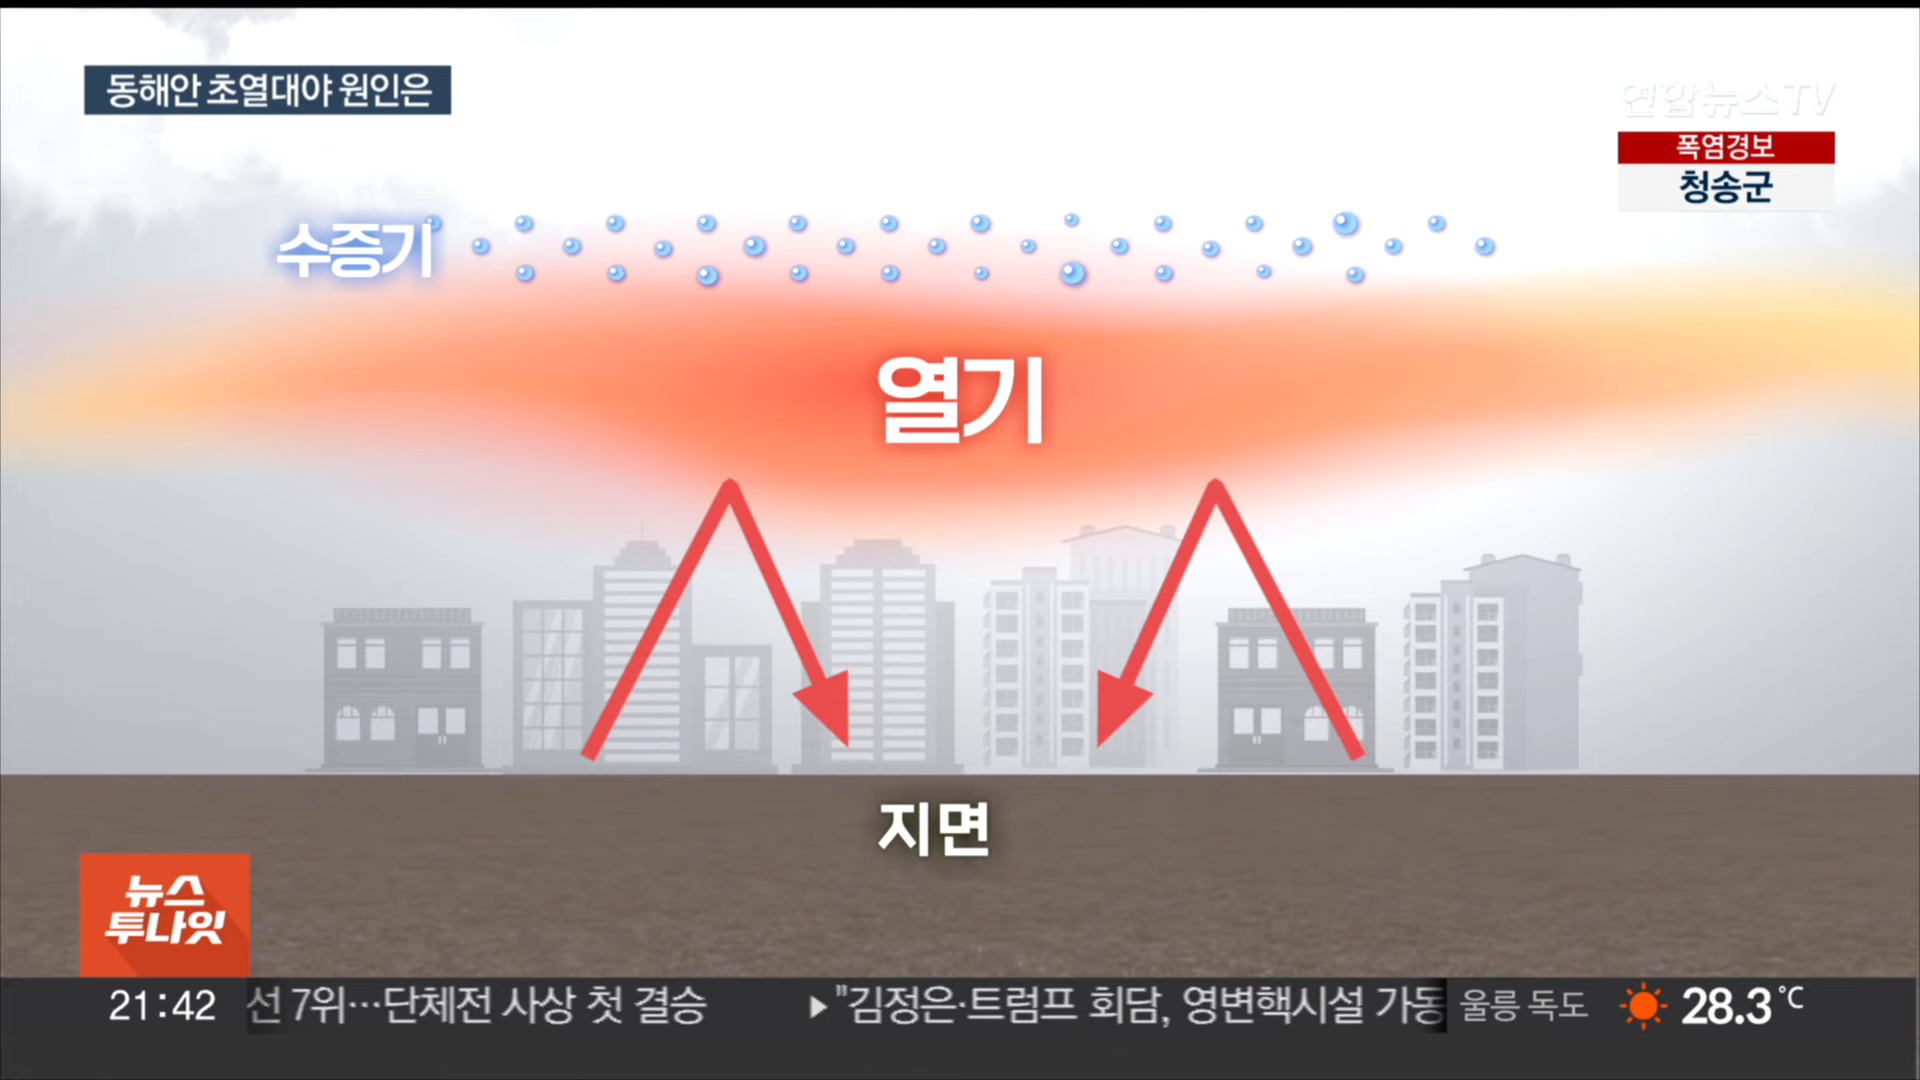 동해안 초열대야 원인은
연합뉴스TV
폭염경보
청송군
수증기
열기
지면
뉴스
투나잇
21:42
선 7위…단체전 사상 첫 결승
▶"김정은·트럼프 회담, 영변핵시설 가동
울릉 독도
28.3℃